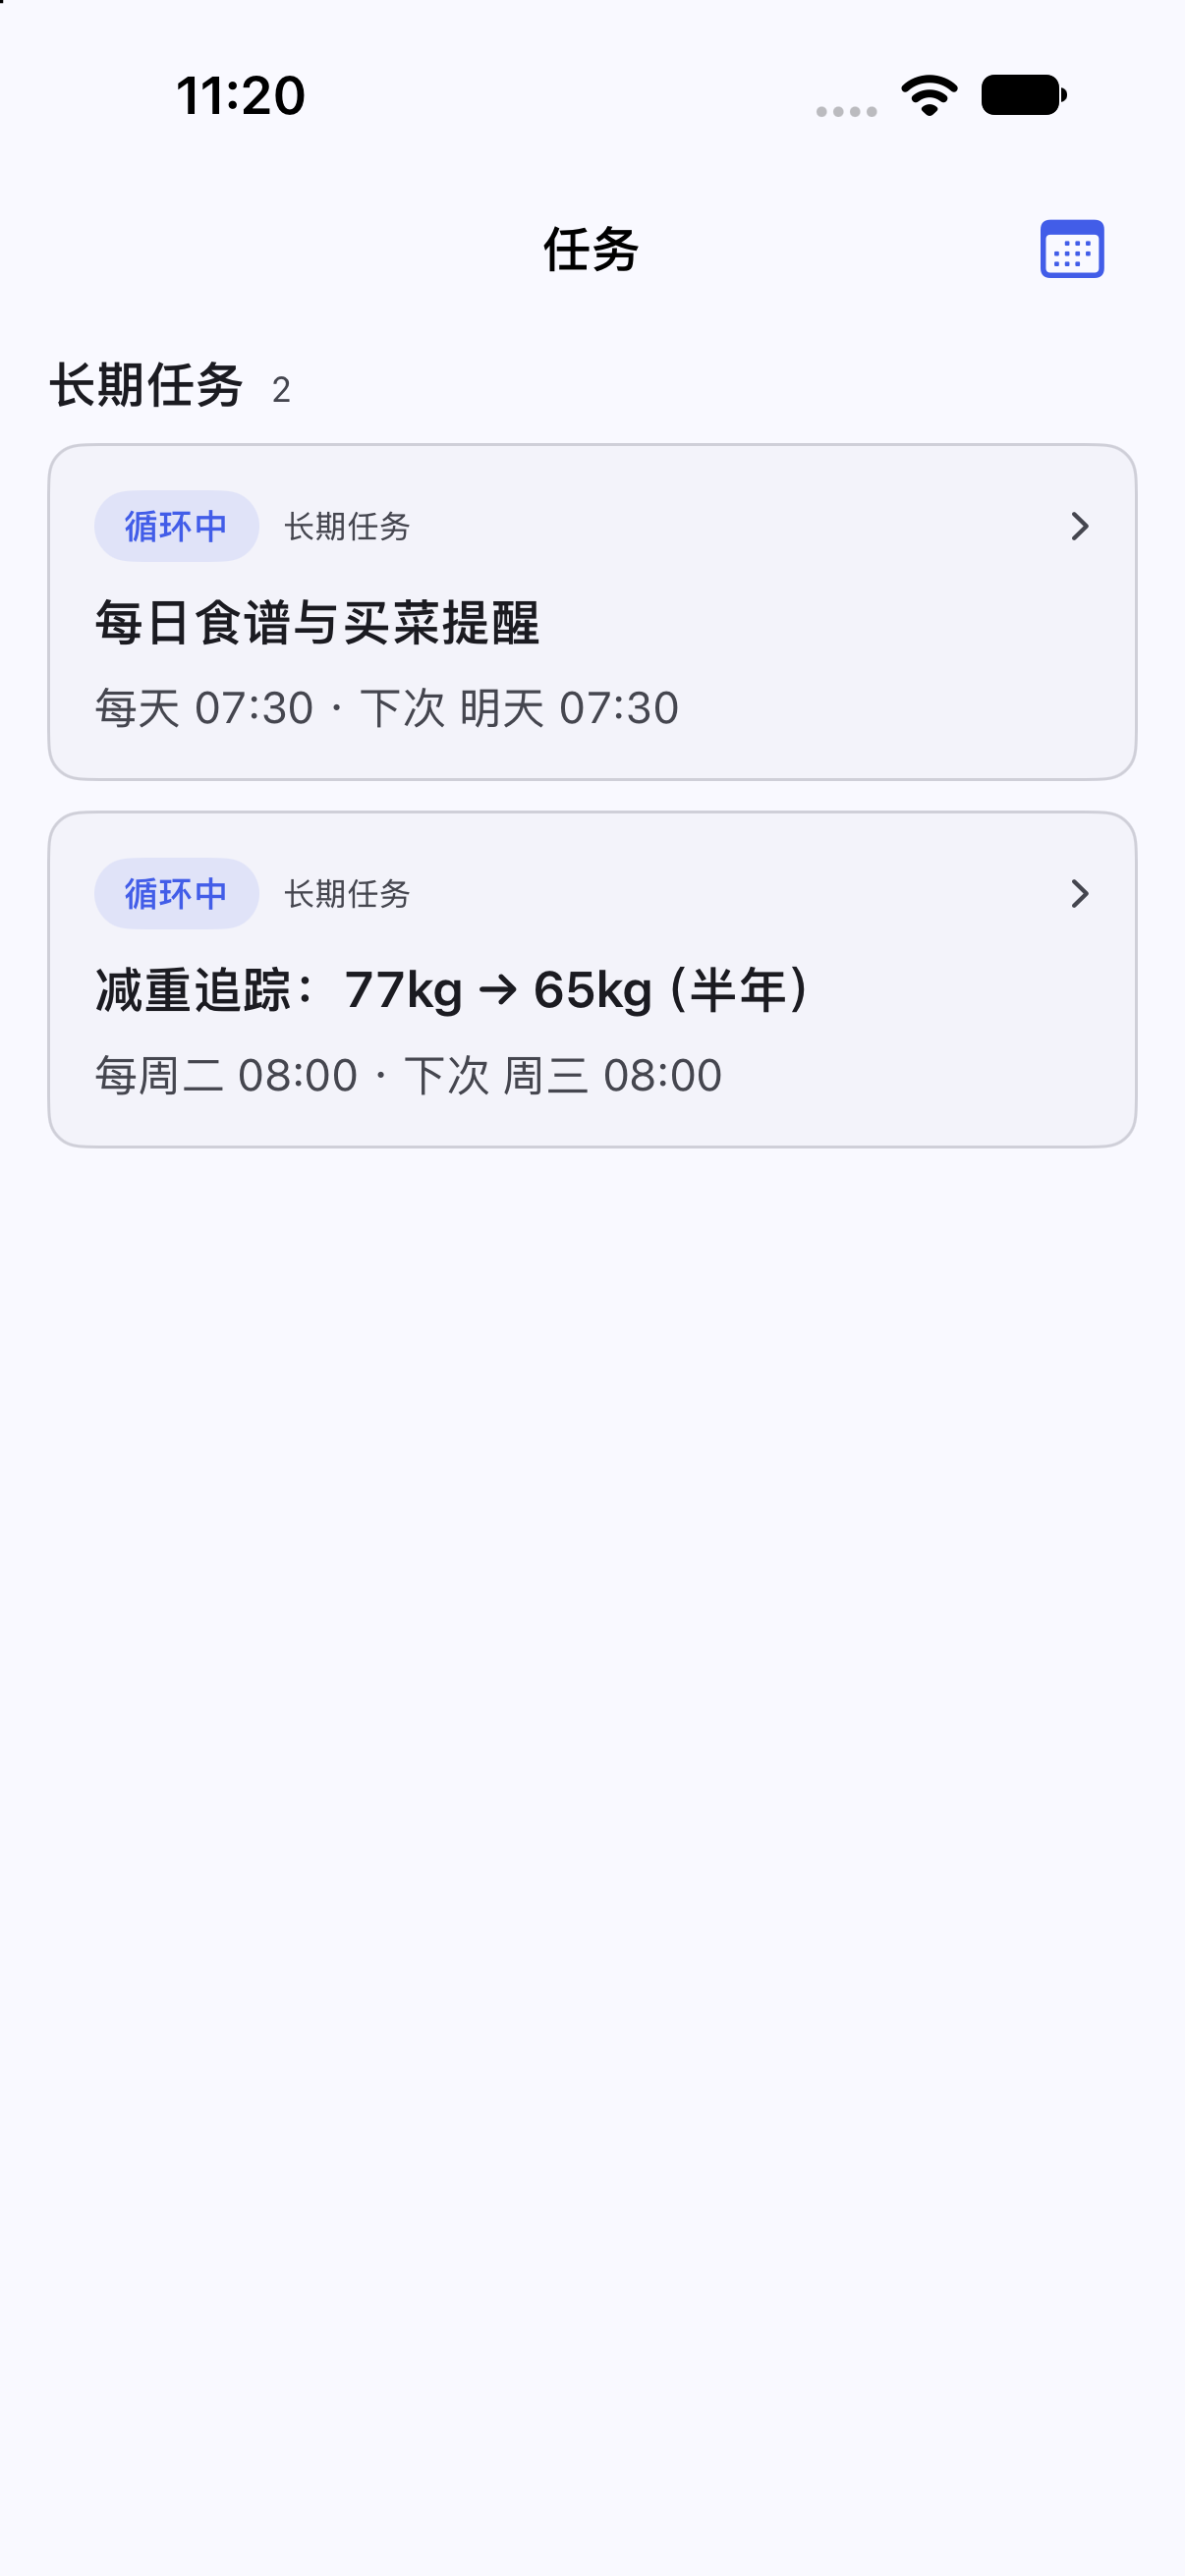 11:20
任务
长期任务 2
循环中 长期任务
每日食谱与买菜提醒
每天 07:30 · 下次 明天 07:30
循环中 长期任务
减重追踪：77kg → 65kg (半年)
每周二 08:00 · 下次 周三 08:00